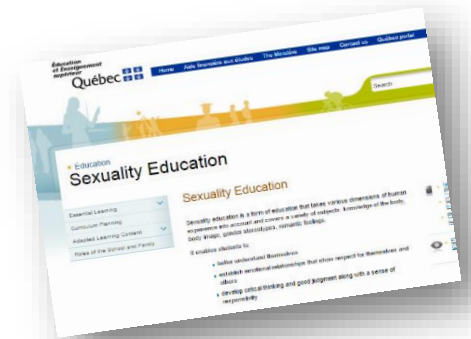 Éducation
et Enseignement
supérieur
Québec
Home Aide financière aux études The Ministère Site map Contact us Québec portal
Search
Education
Sexuality Education
Essential Learning
Curriculum Planning
Adapted Learning Content
Roles of the School and Family
Sexuality Education
Sexuality education is a form of education that takes various dimensions of human
experience into account and covers a variety of subjects: knowledge of the body,
body image, gender stereotypes, romantic feelings.
It enables students to
better understand themselves
establish emotional relationships that show respect for themselves and
others
develop critical thinking and good judgment along with a sense of
responsibility